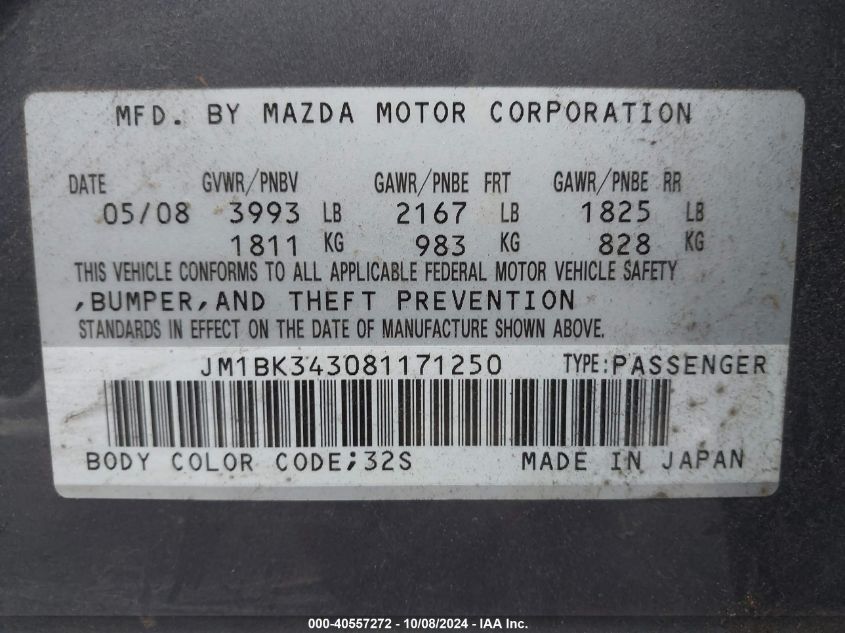 MFD. BY MAZDA MOTOR CORPORATION
DATE GVWR/PNBV GAWR/PNBE FRT GAWR/PNBE RR
05/08 3993 LB 2167 LB 1825 LB
1811 KG 983 KG 828 KG
THIS VEHICLE CONFORMS TO ALL APPLICABLE FEDERAL MOTOR VEHICLE SAFETY
,BUMPER,AND THEFT PREVENTION
STANDARDS IN EFFECT ON THE DATE OF MANUFACTURE SHOWN ABOVE.
JM1BK343081171250 TYPE:PASSENGER
BODY COLOR CODE;32S MADE IN JAPAN
000-40557272 - 10/08/2024 - IAA Inc.